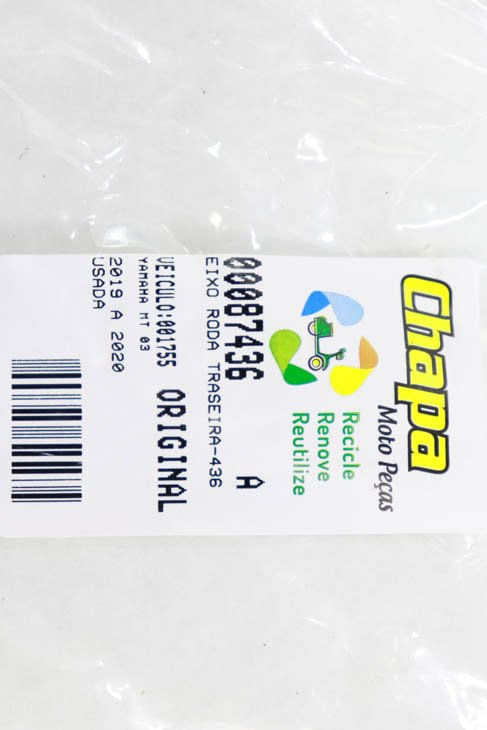 Chapa
Moto Peças
Recicle
Renove
Reutilize
00087436 A
EIXO RODA TRASEIRA-436
VEICULO:001755 ORIGINAL
YAMAHA MT 03
2019 A 2020
USADA